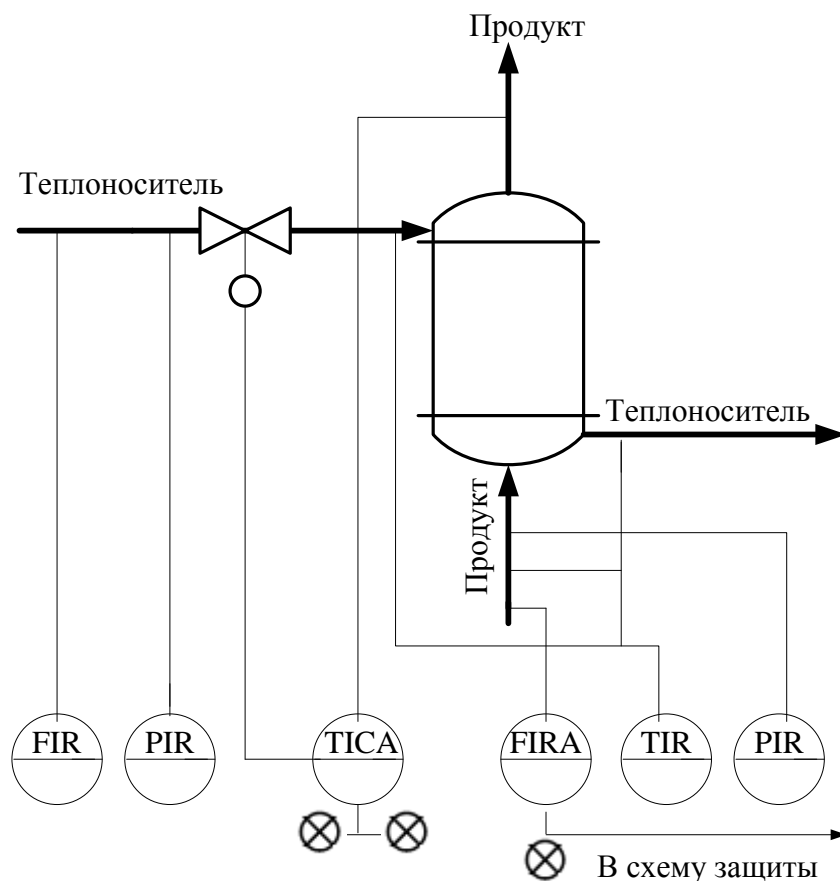 Продукт
Теплоноситель
Теплоноситель
Продукт
FIR
PIR
TICA
FIRA
TIR
PIR
В схему защиты